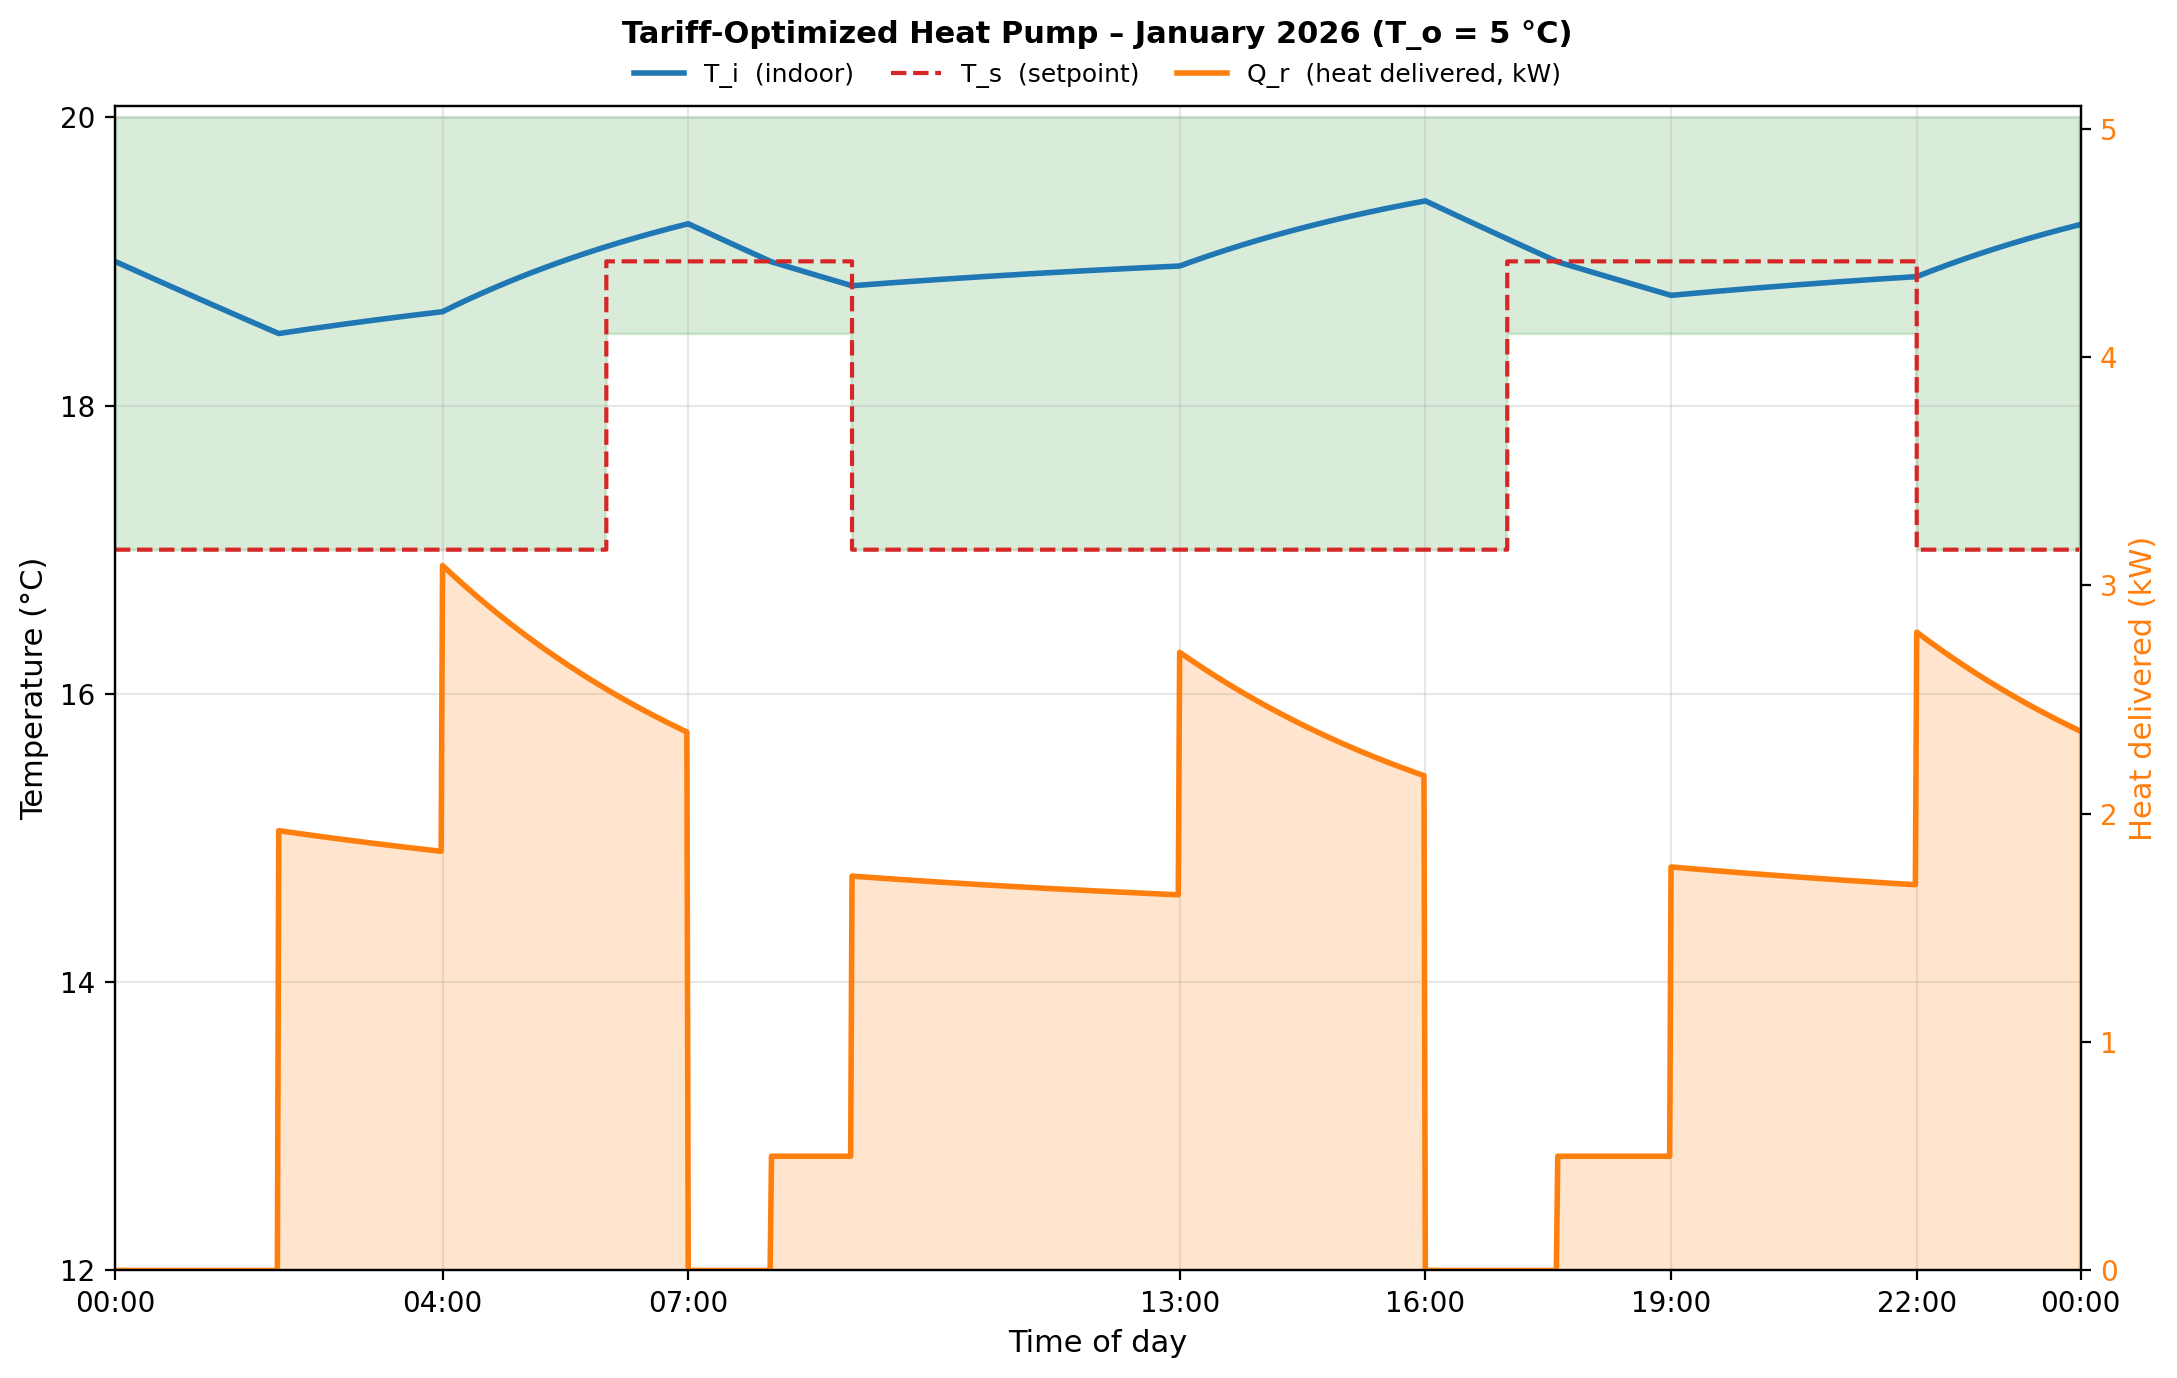 Tariff-Optimized Heat Pump – January 2026 (T_o = 5 °C)
T_i (indoor) T_s (setpoint) Q_r (heat delivered, kW)
20
18
16
14
12
Temperature (°C)
5
4
3
2
1
0
Heat delivered (kW)
00:00 04:00 07:00 13:00 16:00 19:00 22:00 00:00
Time of day